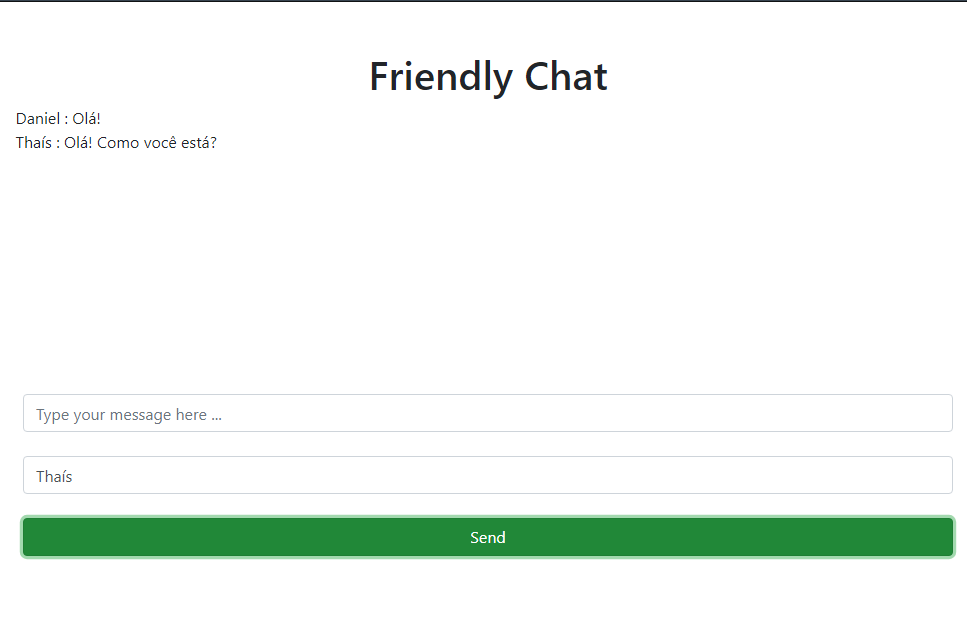 Friendly Chat
Daniel : Olá!
Thaís : Olá! Como você está?
Type your message here ...
Thaís
Send